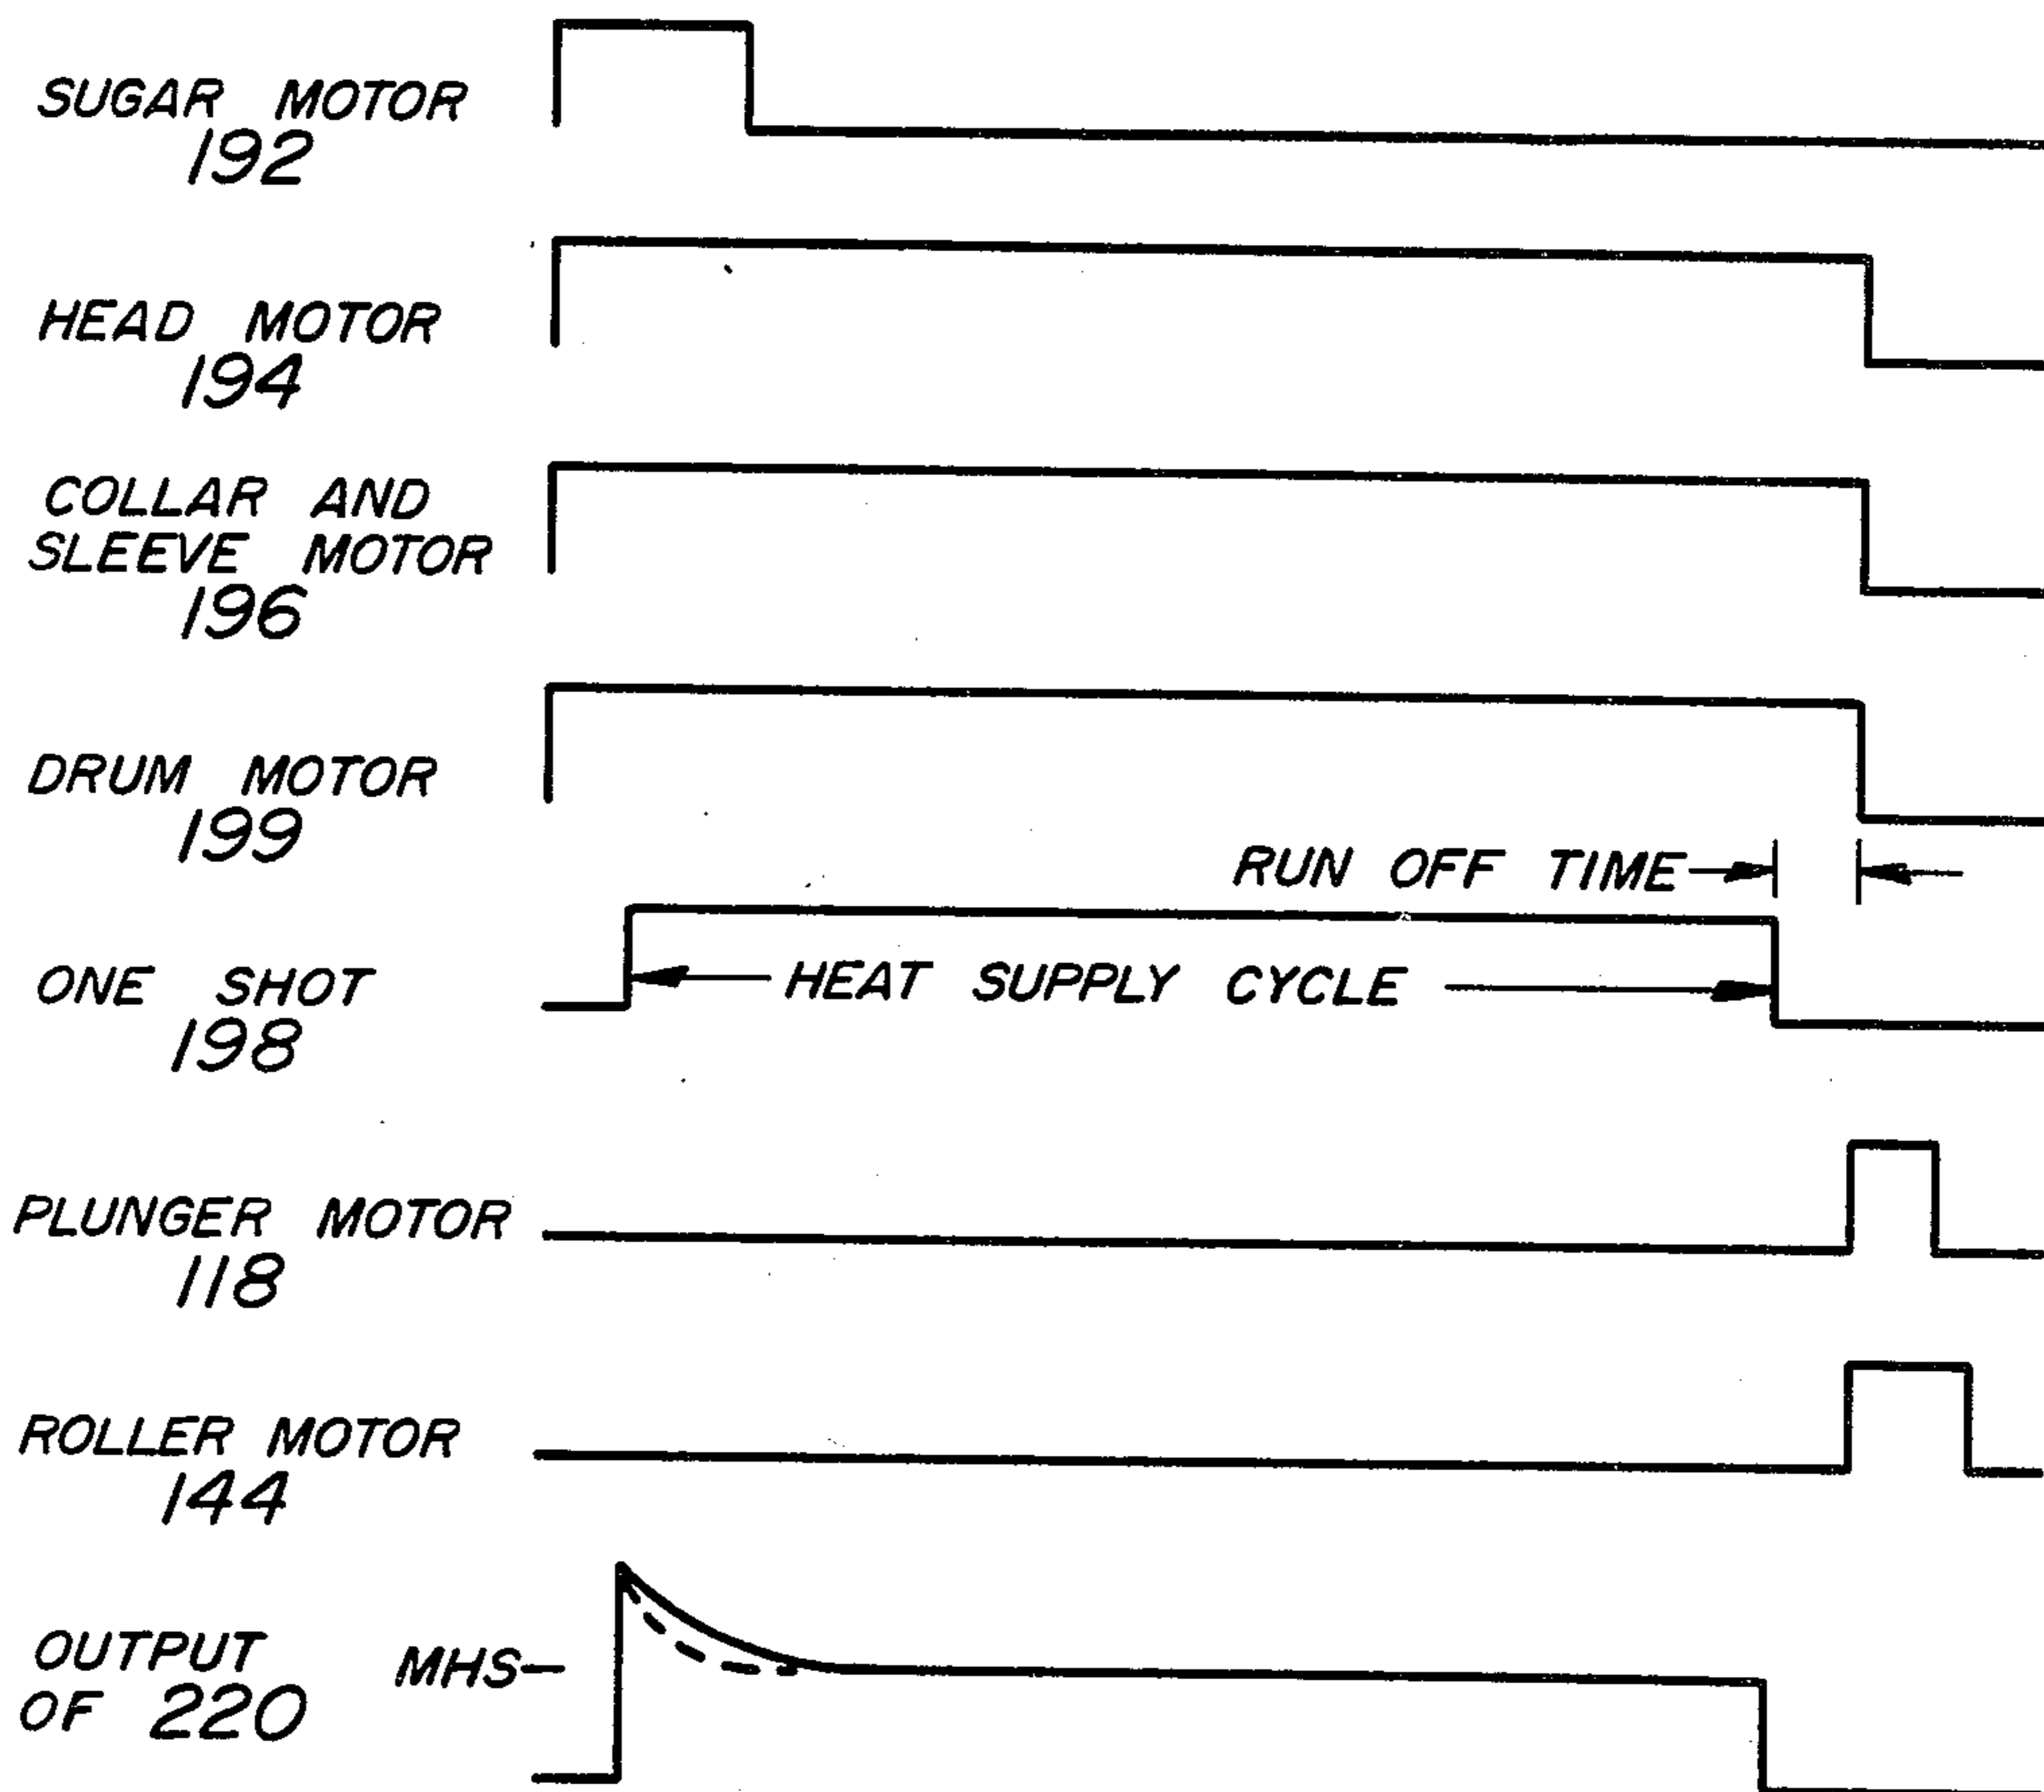 SUGAR MOTOR
192
HEAD MOTOR
194
COLLAR AND
SLEEVE MOTOR
196
DRUM MOTOR
199
RUN OFF TIME
ONE SHOT
198
HEAT SUPPLY CYCLE
PLUNGER MOTOR
118
ROLLER MOTOR
144
OUTPUT
OF 220
MHS